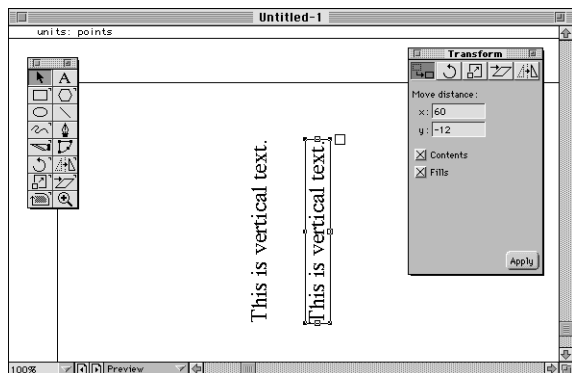 Untitled-1
units: points
Transform
A
Move distance:
x: 60
y: -12
Contents
Fills
Apply
This is vertical text.
This is vertical text.
100%
Preview